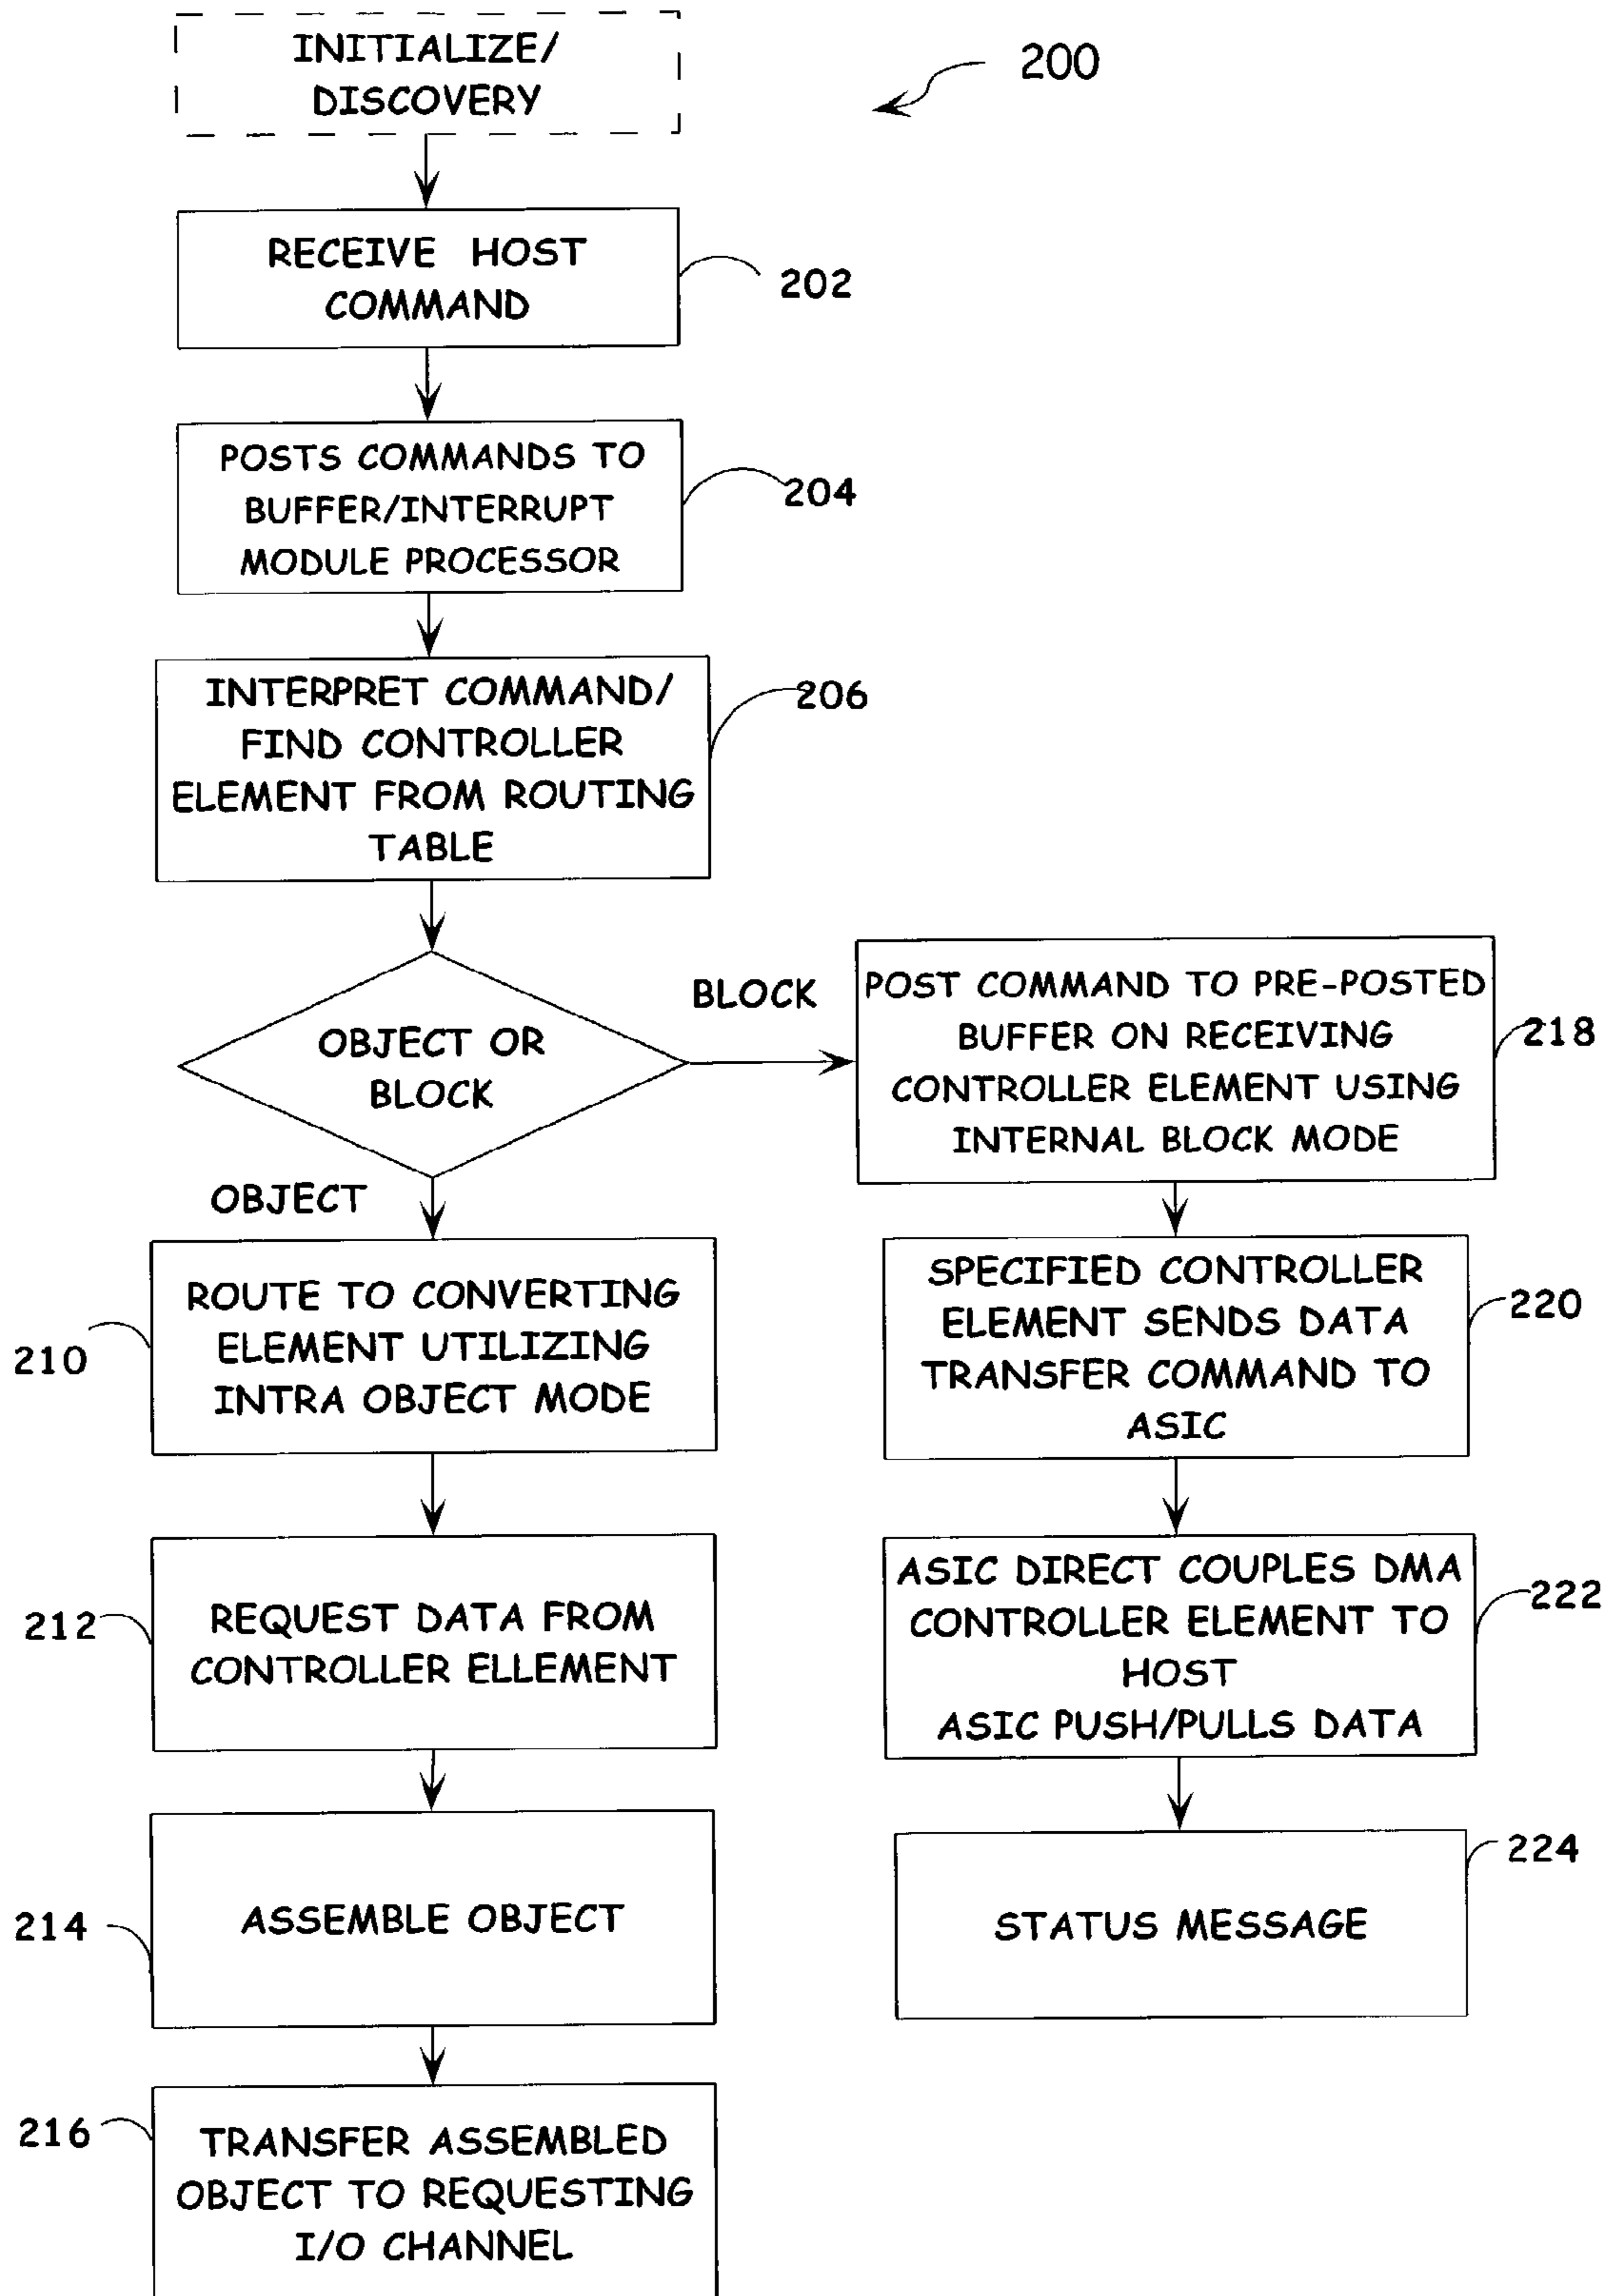 INITIALIZE/
DISCOVERY
200
RECEIVE HOST
COMMAND
202
POSTS COMMANDS TO
BUFFER/INTERRUPT
MODULE PROCESSOR
204
INTERPRET COMMAND/
FIND CONTROLLER
ELEMENT FROM ROUTING
TABLE
206
OBJECT OR
BLOCK
BLOCK
OBJECT
ROUTE TO CONVERTING
ELEMENT UTILIZING
INTRA OBJECT MODE
210
REQUEST DATA FROM
CONTROLLER ELLEMENT
212
ASSEMBLE OBJECT
214
TRANSFER ASSEMBLED
OBJECT TO REQUESTING
I/O CHANNEL
216
POST COMMAND TO PRE-POSTED
BUFFER ON RECEIVING
CONTROLLER ELEMENT USING
INTERNAL BLOCK MODE
218
SPECIFIED CONTROLLER
ELEMENT SENDS DATA
TRANSFER COMMAND TO
ASIC
220
ASIC DIRECT COUPLES DMA
CONTROLLER ELEMENT TO
HOST
ASIC PUSH/PULLS DATA
222
STATUS MESSAGE
224